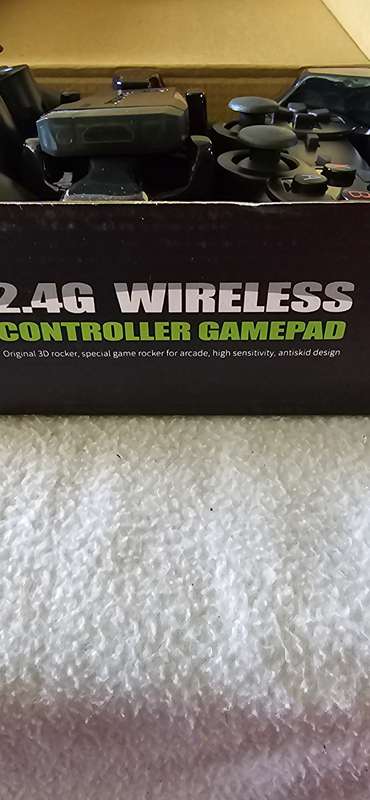 2.4G WIRELESS
CONTROLLER GAMEPAD
Original 3D rocker, special game rocker for arcade, high sensitivity, antiskid design